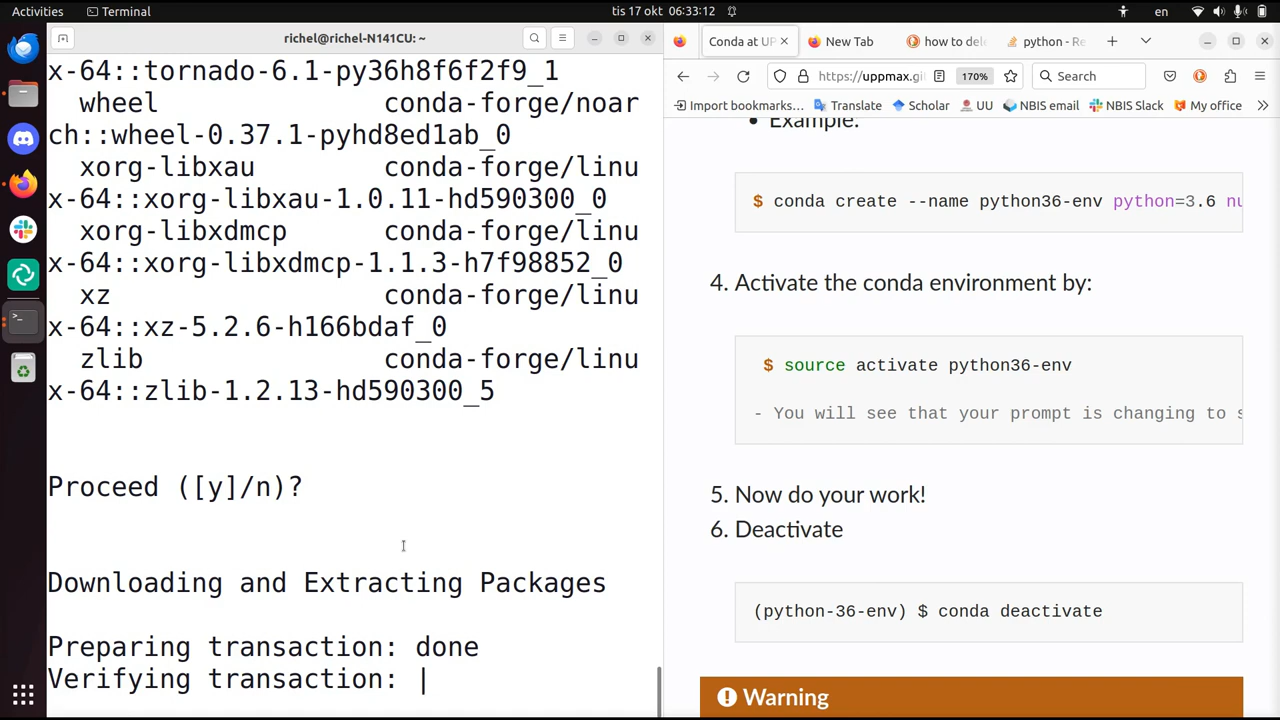 Activities
Terminal
tis 17 okt 06:33:12
en
richel@richel-N141CU: ~
x-64::tornado-6.1-py36h8f6f2f9_1
wheel conda-forge/noar
ch::wheel-0.37.1-pyhd8ed1ab_0
xorg-libxau conda-forge/linu
x-64::xorg-libxau-1.0.11-hd590300_0
xorg-libxdmcp conda-forge/linu
x-64::xorg-libxdmcp-1.1.3-h7f98852_0
xz conda-forge/linu
x-64::xz-5.2.6-h166bdaf_0
zlib conda-forge/linu
x-64::zlib-1.2.13-hd590300_5
Proceed ([y]/n)?
Downloading and Extracting Packages
Preparing transaction: done
Verifying transaction: |
Conda at UP
New Tab
how to del
python - Re
https://uppmax.gi
170%
Search
Import bookmarks...
Translate
Scholar
UU
NBIS email
NBIS Slack
My office
• Example:
$ conda create --name python36-env python=3.6 nu
4. Activate the conda environment by:
$ source activate python36-env
- You will see that your prompt is changing to s
5. Now do your work!
6. Deactivate
(python-36-env) $ conda deactivate
Warning